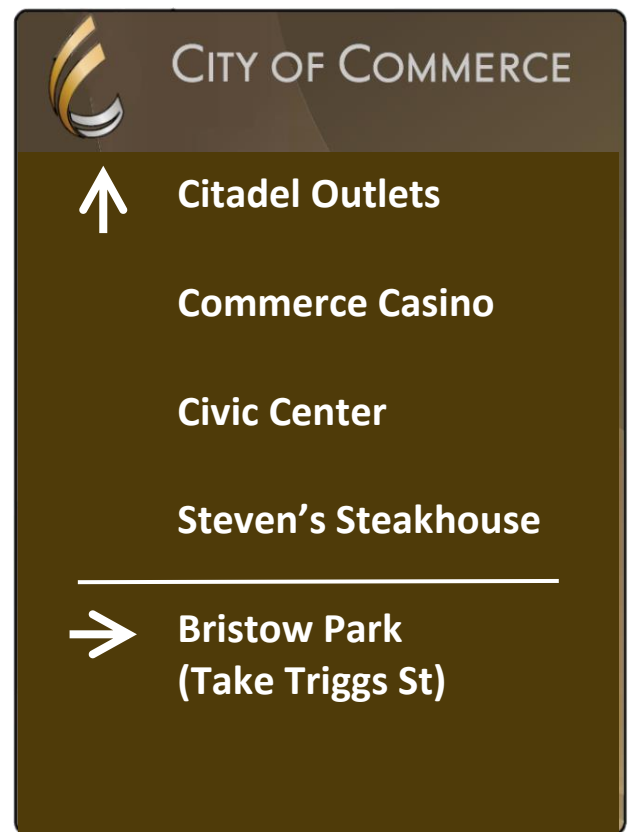 CITY OF COMMERCE
Citadel Outlets
Commerce Casino
Civic Center
Steven’s Steakhouse
Bristow Park
(Take Triggs St)